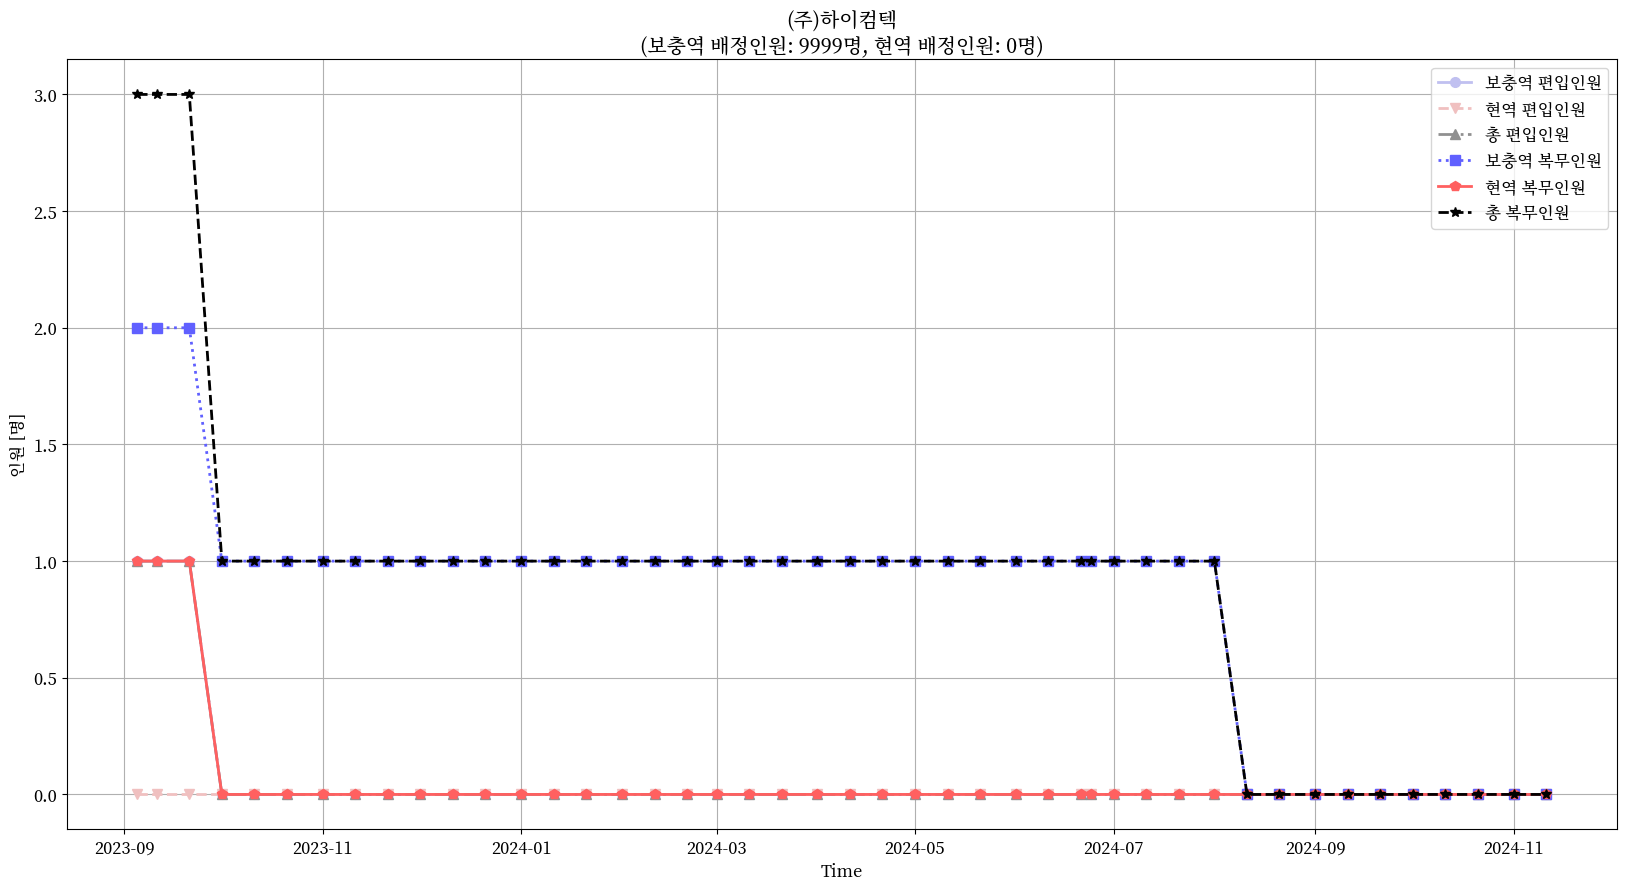 (주)하이컴텍
(보충역 배정인원: 9999명, 현역 배정인원: 0명)
보충역 편입인원
현역 편입인원
총 편입인원
보충역 복무인원
현역 복무인원
총 복무인원
인원 [명]
3.0
2.5
2.0
1.5
1.0
0.5
0.0
2023-09
2023-11
2024-01
2024-03
2024-05
2024-07
2024-09
2024-11
Time